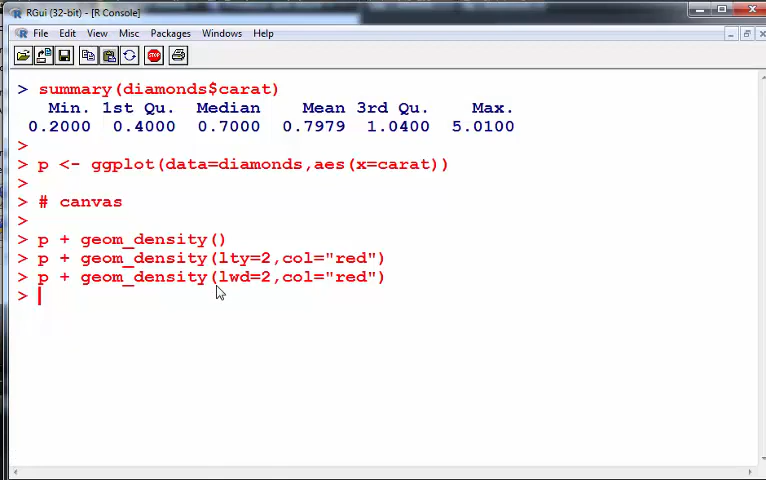 RGui (32-bit) - [R Console]
File Edit View Misc Packages Windows Help
> summary(diamonds$carat)
Min. 1st Qu. Median Mean 3rd Qu. Max.
0.2000 0.4000 0.7000 0.7979 1.0400 5.0100
>
> p <- ggplot(data=diamonds,aes(x=carat))
>
> # canvas
>
> p + geom_density()
> p + geom_density(lty=2,col="red")
> p + geom_density(lwd=2,col="red")
>